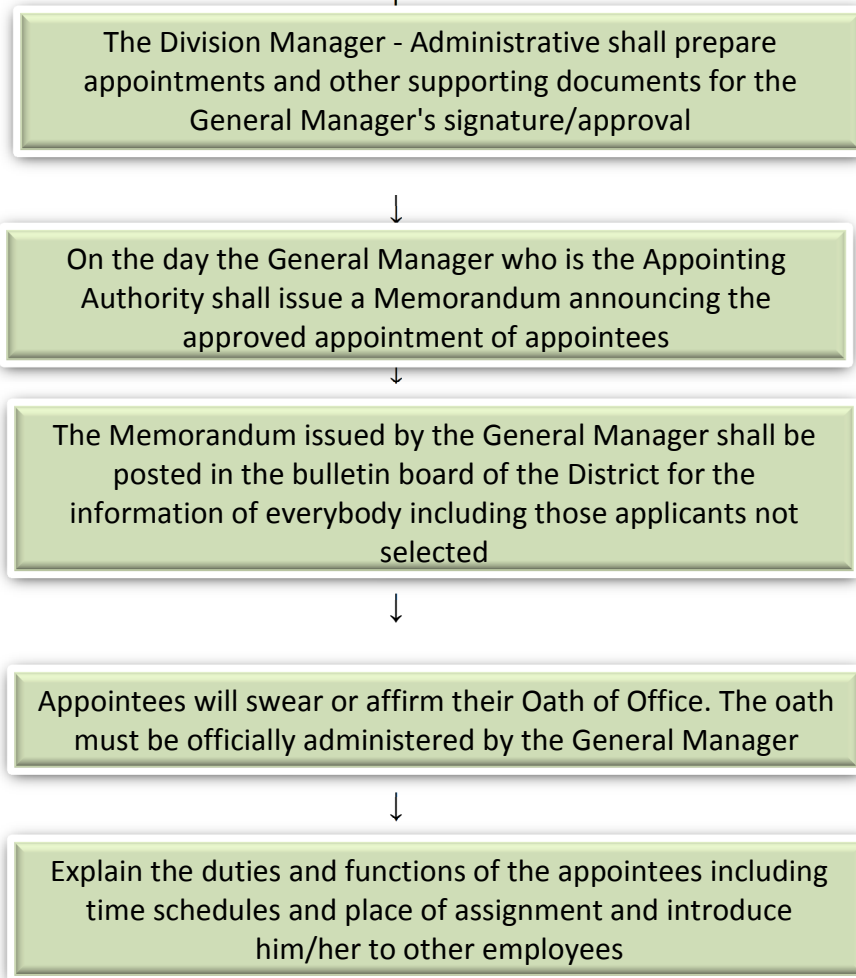 The Division Manager - Administrative shall prepare
appointments and other supporting documents for the
General Manager's signature/approval
↓
On the day the General Manager who is the Appointing
Authority shall issue a Memorandum announcing the
approved appointment of appointees
↓
The Memorandum issued by the General Manager shall be
posted in the bulletin board of the District for the
information of everybody including those applicants not
selected
↓
Appointees will swear or affirm their Oath of Office. The oath
must be officially administered by the General Manager
↓
Explain the duties and functions of the appointees including
time schedules and place of assignment and introduce
him/her to other employees